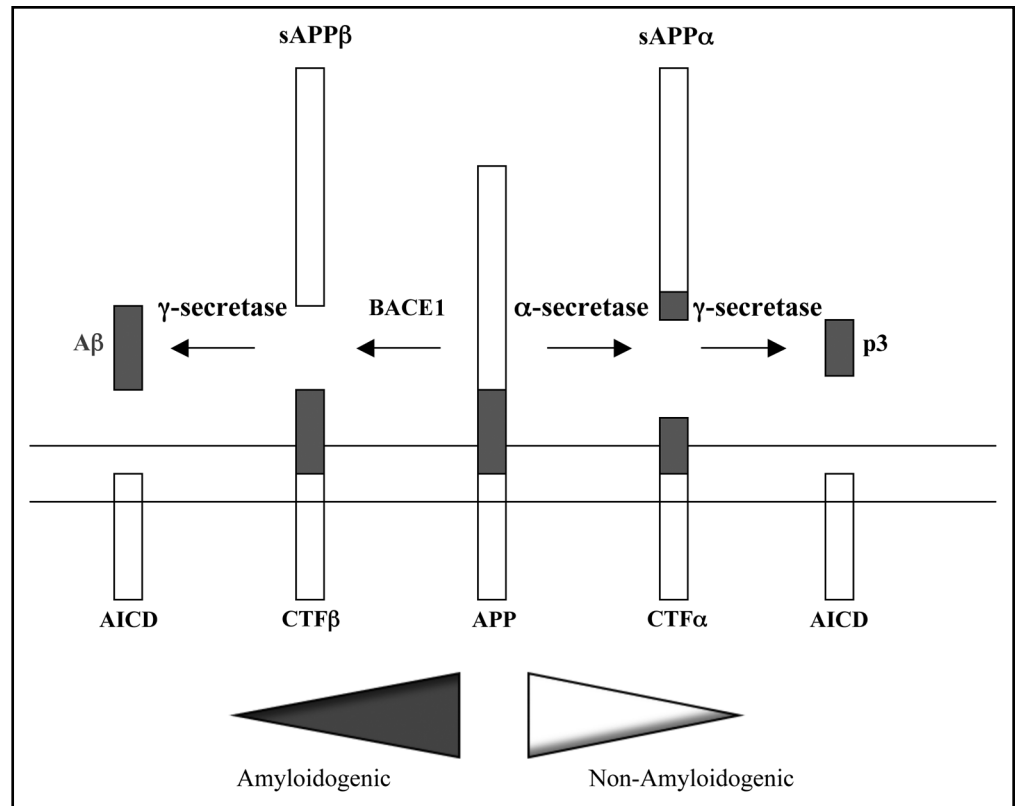 sAPPβ sAPPα
γ-secretase BACE1 α-secretase γ-secretase
Aβ p3
AICD CTFβ APP CTFα AICD
Amyloidogenic Non-Amyloidogenic